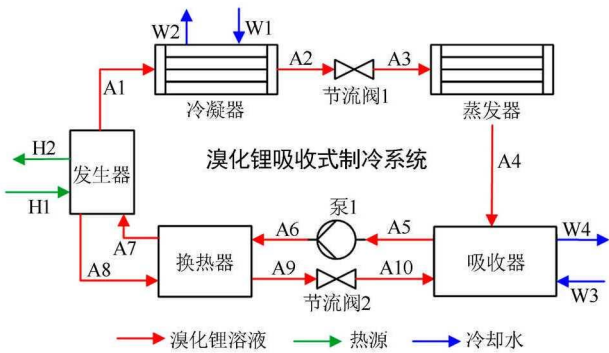 W2
W1
A2
A3
A1
冷凝器
节流阀1
蒸发器
H2
发生器
溴化锂吸收式制冷系统
A4
H1
泵1
A7
A6
A5
W4
A8
换热器
A9
A10
吸收器
节流阀2
W3
溴化锂溶液
热源
冷却水